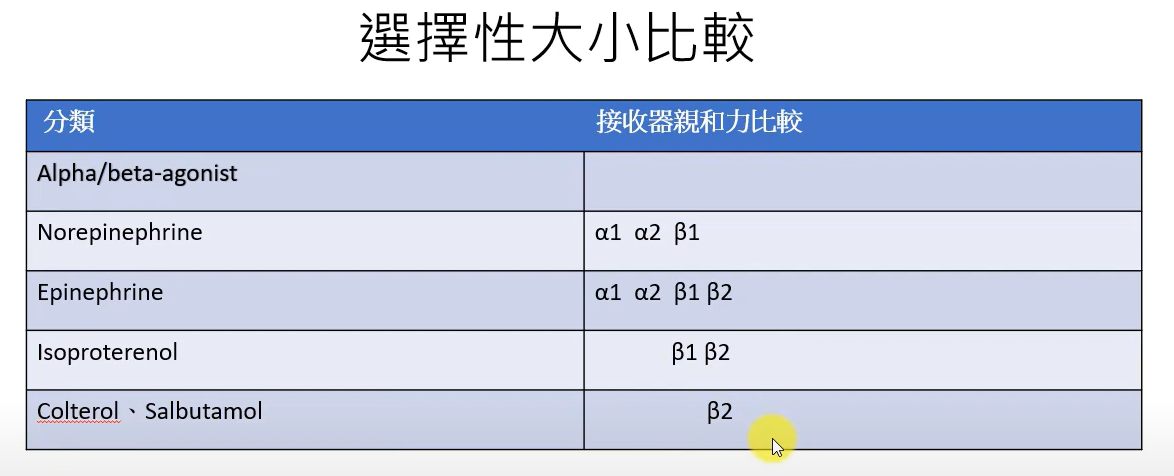 選擇性大小比較
分類 接收器親和力比較
Alpha/beta-agonist
Norepinephrine α1 α2 β1
Epinephrine α1 α2 β1 β2
Isoproterenol β1 β2
Colterol、Salbutamol β2